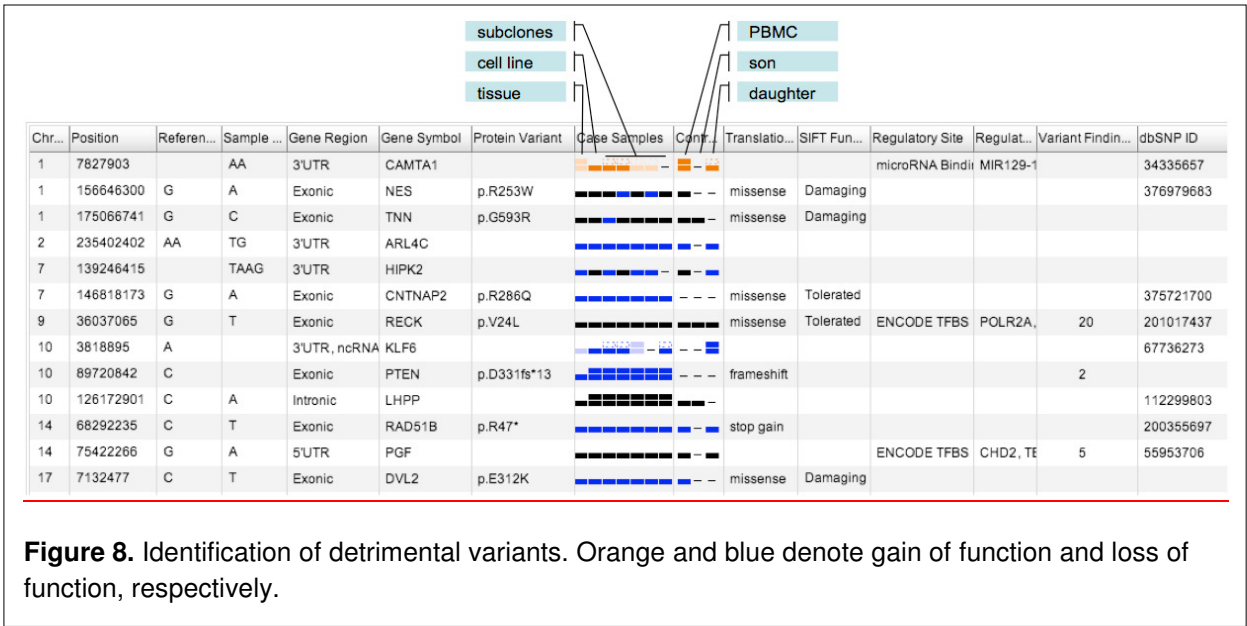 subclones PBMC
cell line son
tissue daughter
Chr... Position Referen... Sample ... Gene Region Gene Symbol Protein Variant Case Samples Contr... Translatio... SIFT Fun... Regulatory Site Regulat... Variant Findin... dbSNP ID
1 7827903 AA 3'UTR CAMTA1 microRNA Bindi MIR129-1 34335657
1 156646300 G A Exonic NES p.R253W missense Damaging 376979683
1 175066741 G C Exonic TNN p.G593R missense Damaging
2 235402402 AA TG 3'UTR ARL4C
7 139246415 TAAG 3'UTR HIPK2
7 146818173 G A Exonic CNTNAP2 p.R286Q missense Tolerated 375721700
9 36037065 G T Exonic RECK p.V24L missense Tolerated ENCODE TFBS POLR2A, 20 201017437
10 3818895 A 3'UTR, ncRNA KLF6 67736273
10 89720842 C Exonic PTEN p.D331fs*13 frameshift 2
10 126172901 C A Intronic LHPP 112299803
14 68292235 C T Exonic RAD51B p.R47* stop gain 200355697
14 75422266 G A 5'UTR PGF ENCODE TFBS CHD2, TE 5 55953706
17 7132477 C T Exonic DVL2 p.E312K missense Damaging
Figure 8. Identification of detrimental variants. Orange and blue denote gain of function and loss of
function, respectively.